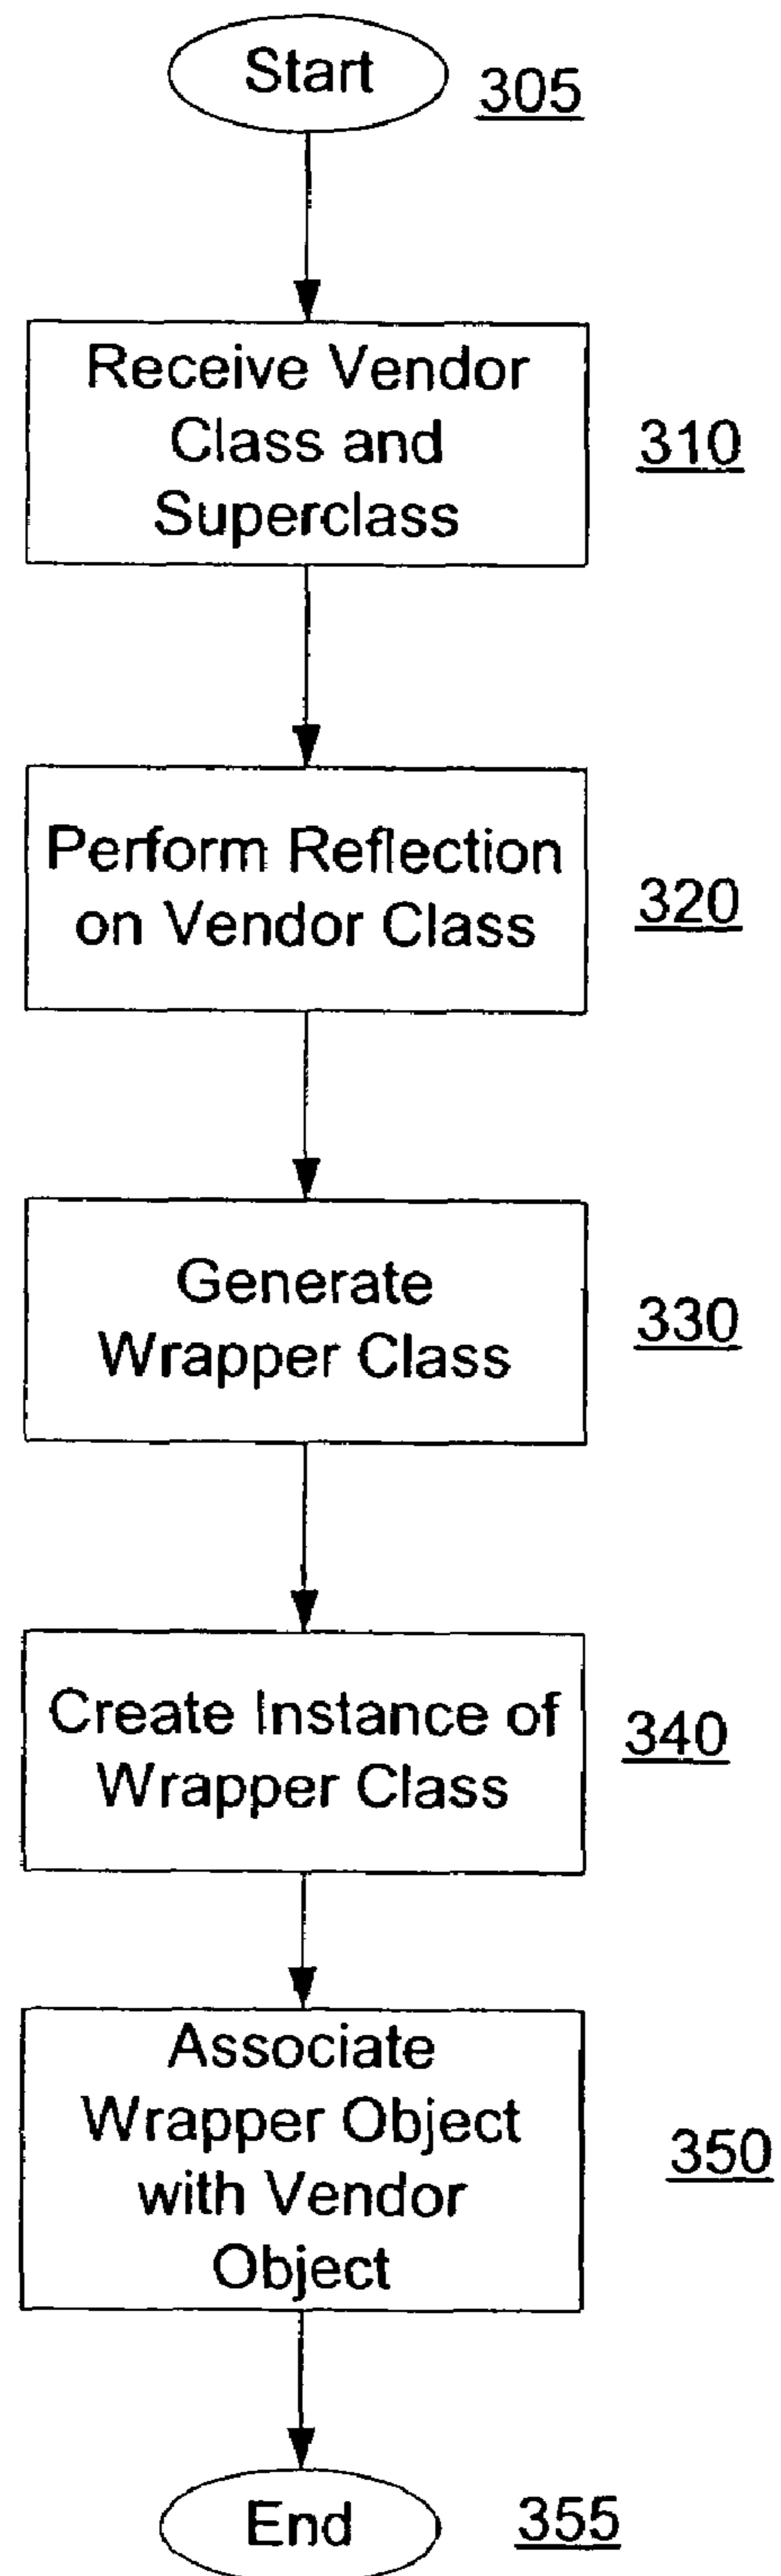 Start
305
Receive Vendor
Class and
Superclass
310
Perform Reflection
on Vendor Class
320
Generate
Wrapper Class
330
Create Instance of
Wrapper Class
340
Associate
Wrapper Object
with Vendor
Object
350
End
355